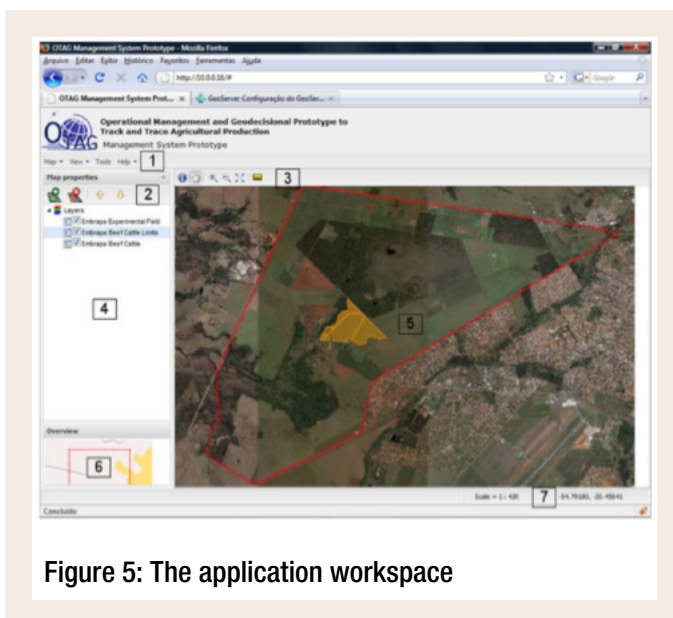 OTAG Management System Prototype - Mozilla Firefox
Arquivo Editar Exibir Histórico Favoritos Ferramentas Ajuda
http://10.0.0.16/#
Google
OTAG Management System Prot...
GeoServer Configuração do GeoSer...
OTAG
Operational Management and Geodecisional Prototype to
Track and Trace Agricultural Production
Management System Prototype
Map View Tools Help
1
Map properties
2
3
Layers
Embrapa Experimental Field
Embrapa Beef Cattle Limits
Embrapa Beef Cattle
4
5
Overview
6
Scale = 1 : 42K
7
-54.79180, -20.45641
Concluído
Figure 5: The application workspace